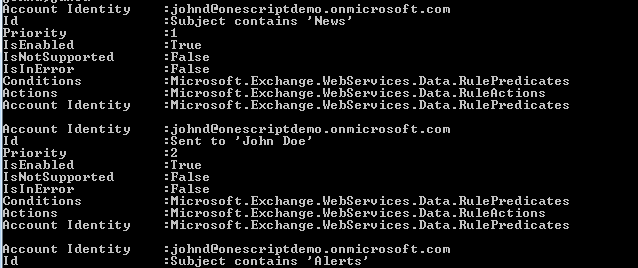 Account Identity :johnd@onescriptdemo.onmicrosoft.com
Id :Subject contains 'News'
Priority :1
IsEnabled :True
IsNotSupported :False
IsInError :False
Conditions :Microsoft.Exchange.WebServices.Data.RulePredicates
Actions :Microsoft.Exchange.WebServices.Data.RuleActions
Account Identity :Microsoft.Exchange.WebServices.Data.RulePredicates
Account Identity :johnd@onescriptdemo.onmicrosoft.com
Id :Sent to 'John Doe'
Priority :2
IsEnabled :True
IsNotSupported :False
IsInError :False
Conditions :Microsoft.Exchange.WebServices.Data.RulePredicates
Actions :Microsoft.Exchange.WebServices.Data.RuleActions
Account Identity :Microsoft.Exchange.WebServices.Data.RulePredicates
Account Identity :johnd@onescriptdemo.onmicrosoft.com
Id :Subject contains 'Alerts'